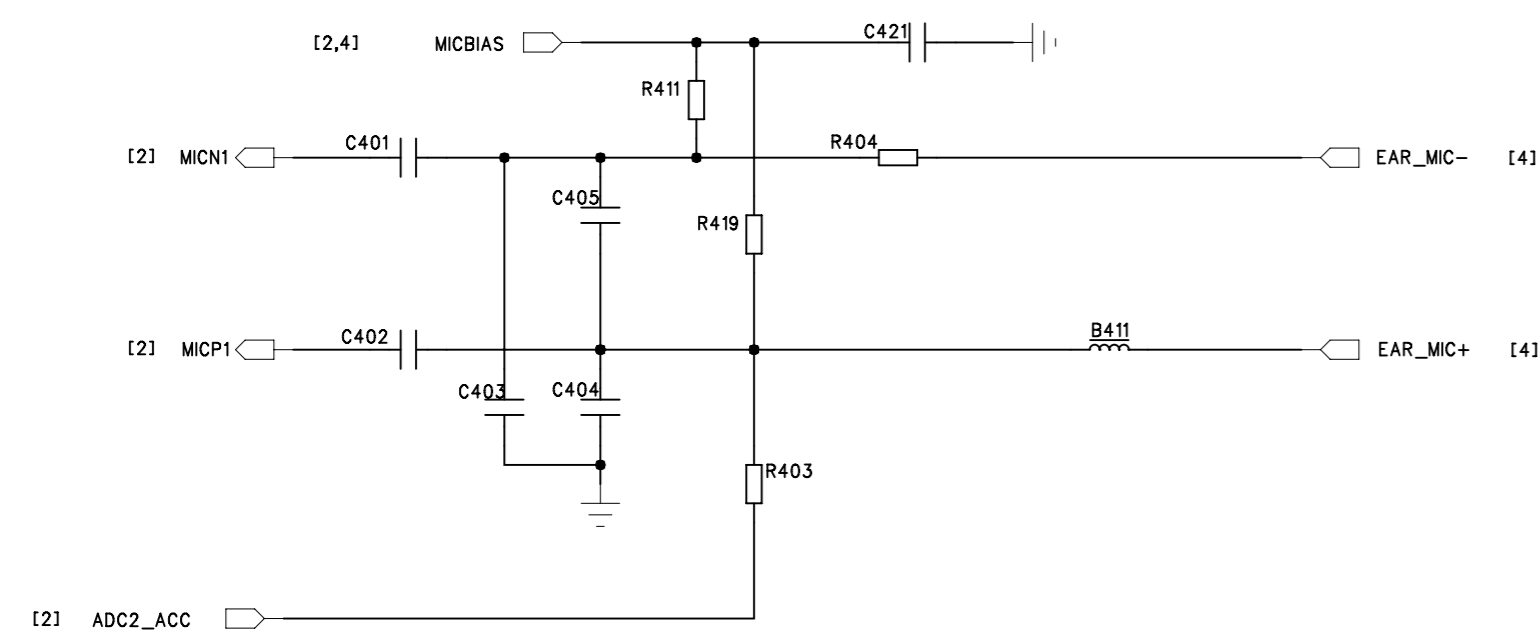 [2,4] MICBIAS C421
R411
[2] MICN1 C401 R404 EAR_MIC- [4]
C405
R419
[2] MICP1 C402 B411 EAR_MIC+ [4]
C403 C404
R403
[2] ADC2_ACC